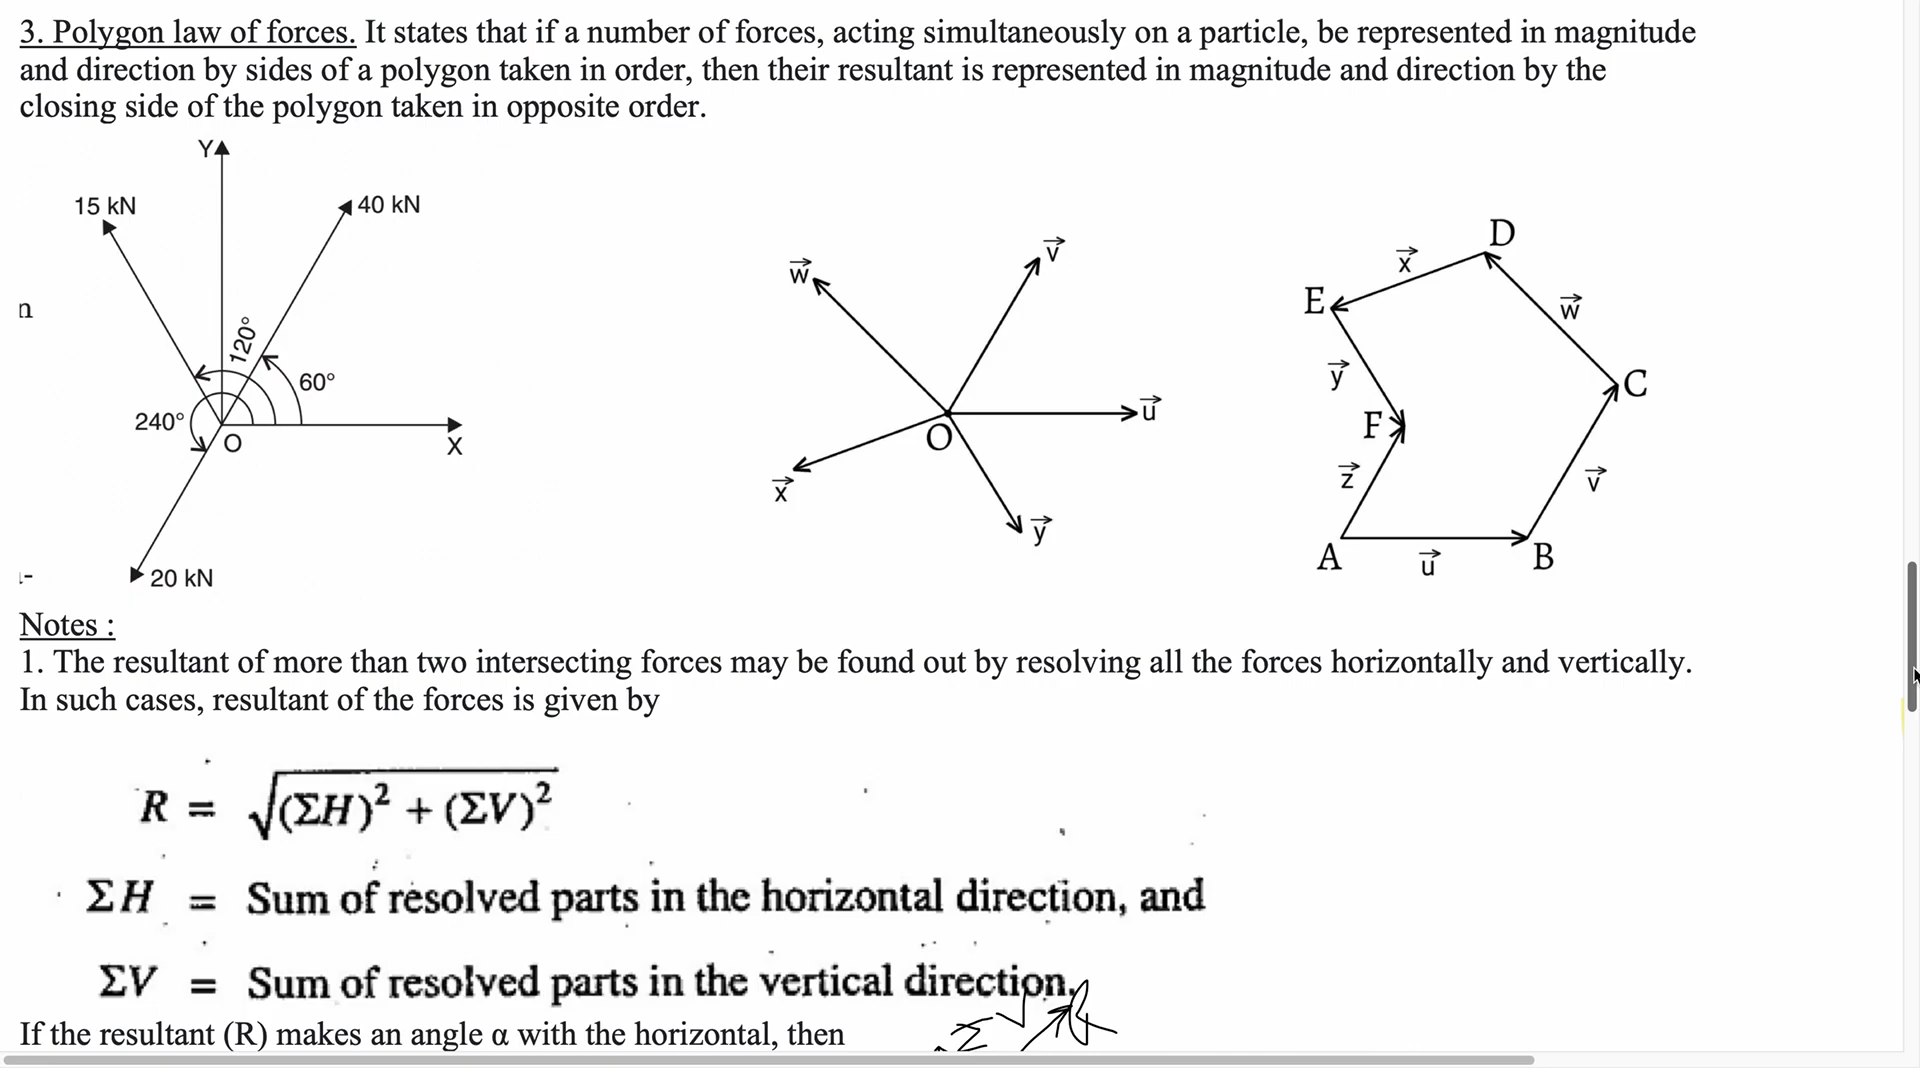 3. Polygon law of forces. It states that if a number of forces, acting simultaneously on a particle, be represented in magnitude
and direction by sides of a polygon taken in order, then their resultant is represented in magnitude and direction by the
closing side of the polygon taken in opposite order.
Y
15 kN
40 kN
n
120°
60°
240°
O
X
20 kN
w⃗
v⃗
u⃗
O
x⃗
y⃗
D
x⃗
E
w⃗
y⃗
C
F
z⃗
v⃗
A
u⃗
B
Notes :
1. The resultant of more than two intersecting forces may be found out by resolving all the forces horizontally and vertically.
In such cases, resultant of the forces is given by
R = √(ΣH)² + (ΣV)²
ΣH = Sum of resolved parts in the horizontal direction, and
ΣV = Sum of resolved parts in the vertical direction.
If the resultant (R) makes an angle α with the horizontal, then